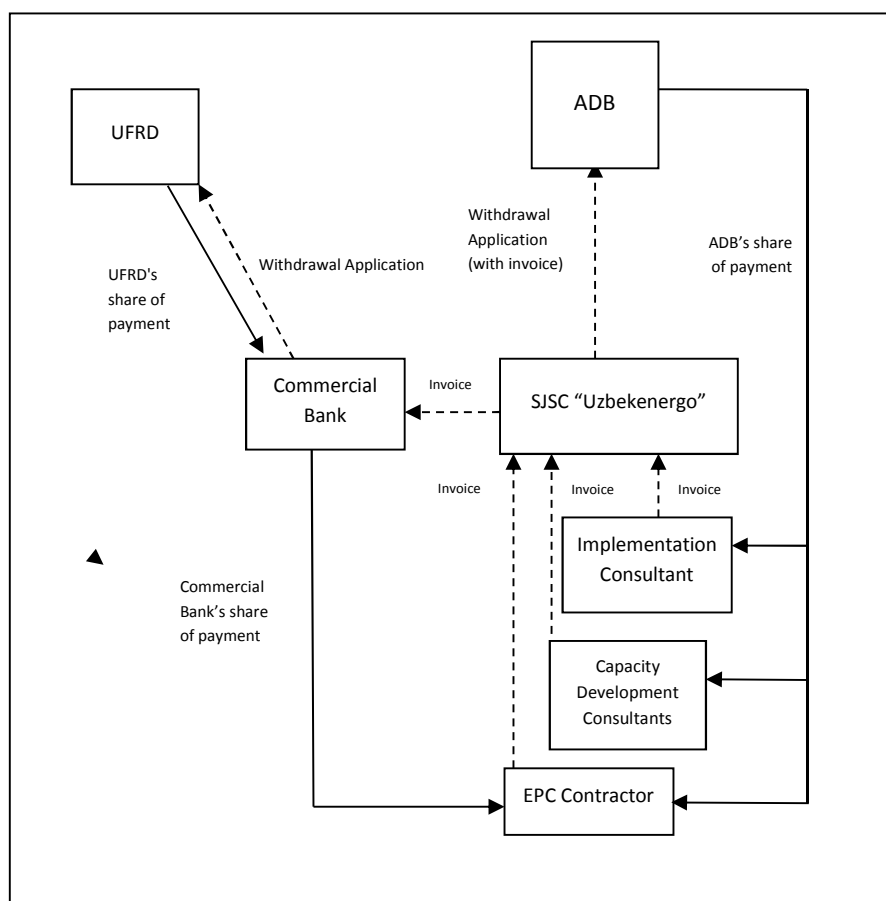 ADB
UFRD
Withdrawal
Application
(with invoice)
ADB’s share
of payment
Withdrawal Application
UFRD's
share of
payment
Commercial
Bank
Invoice
SJSC “Uzbekenergo”
Invoice
Invoice
Invoice
Implementation
Consultant
Commercial
Bank’s share
of payment
Capacity
Development
Consultants
EPC Contractor